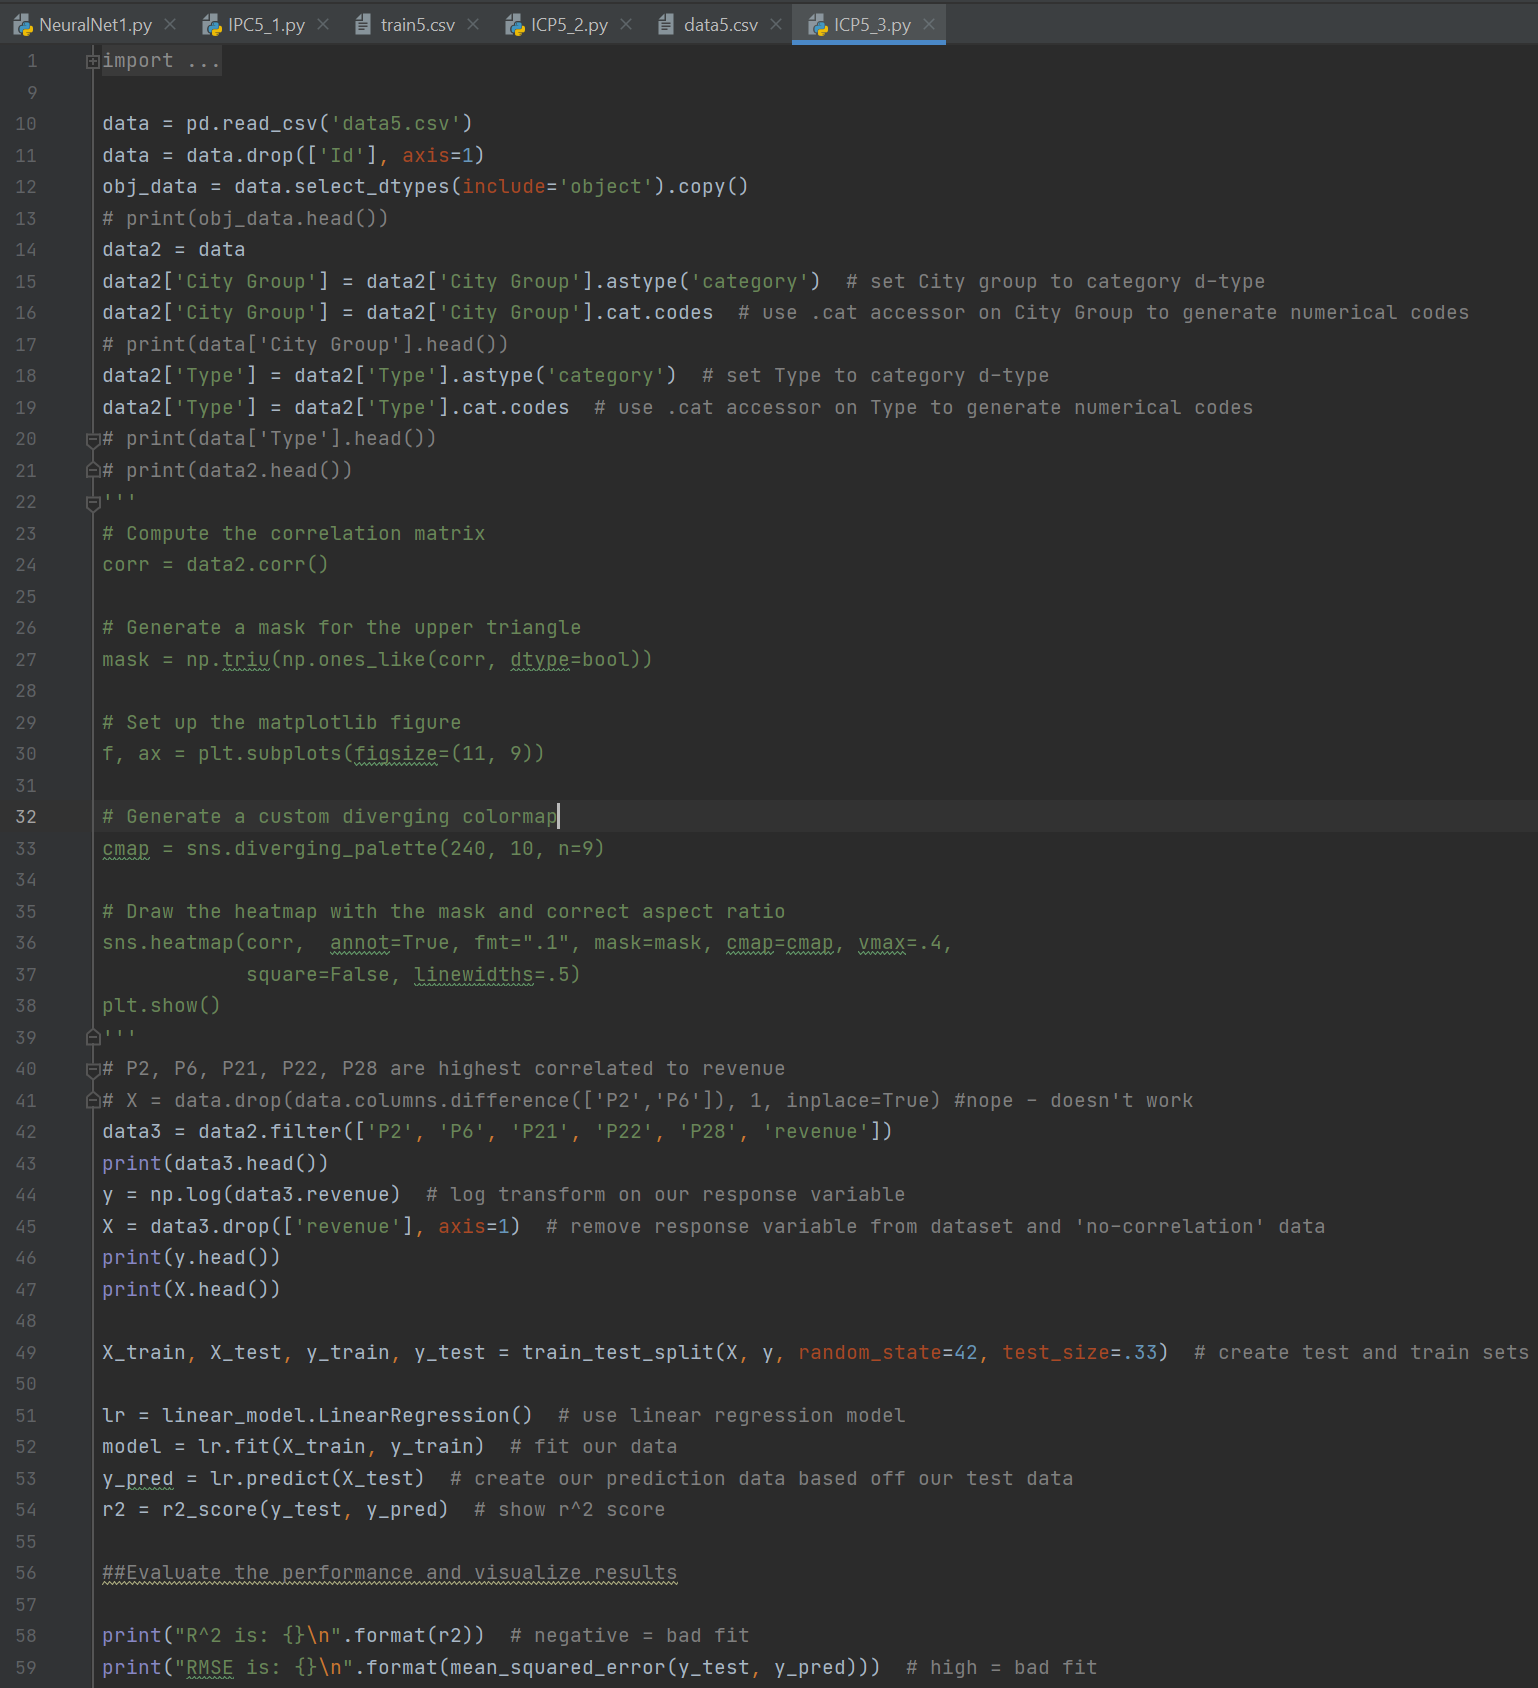 NeuralNet1.py IPC5_1.py train5.csv ICP5_2.py data5.csv ICP5_3.py
1 import ...
9
10 data = pd.read_csv('data5.csv')
11 data = data.drop(['Id'], axis=1)
12 obj_data = data.select_dtypes(include='object').copy()
13 # print(obj_data.head())
14 data2 = data
15 data2['City Group'] = data2['City Group'].astype('category')  # set City group to category d-type
16 data2['City Group'] = data2['City Group'].cat.codes  # use .cat accessor on City Group to generate numerical codes
17 # print(data['City Group'].head())
18 data2['Type'] = data2['Type'].astype('category')  # set Type to category d-type
19 data2['Type'] = data2['Type'].cat.codes  # use .cat accessor on Type to generate numerical codes
20 # print(data['Type'].head())
21 # print(data2.head())
22 '''
23 # Compute the correlation matrix
24 corr = data2.corr()
25
26 # Generate a mask for the upper triangle
27 mask = np.triu(np.ones_like(corr, dtype=bool))
28
29 # Set up the matplotlib figure
30 f, ax = plt.subplots(figsize=(11, 9))
31
32 # Generate a custom diverging colormap
33 cmap = sns.diverging_palette(240, 10, n=9)
34
35 # Draw the heatmap with the mask and correct aspect ratio
36 sns.heatmap(corr,  annot=True, fmt=".1", mask=mask, cmap=cmap, vmax=.4,
37             square=False, linewidths=.5)
38 plt.show()
39 '''
40 # P2, P6, P21, P22, P28 are highest correlated to revenue
41 # X = data.drop(data.columns.difference(['P2','P6']), 1, inplace=True) #nope - doesn't work
42 data3 = data2.filter(['P2', 'P6', 'P21', 'P22', 'P28', 'revenue'])
43 print(data3.head())
44 y = np.log(data3.revenue)  # log transform on our response variable
45 X = data3.drop(['revenue'], axis=1)  # remove response variable from dataset and 'no-correlation' data
46 print(y.head())
47 print(X.head())
48
49 X_train, X_test, y_train, y_test = train_test_split(X, y, random_state=42, test_size=.33)  # create test and train sets
50
51 lr = linear_model.LinearRegression()  # use linear regression model
52 model = lr.fit(X_train, y_train)  # fit our data
53 y_pred = lr.predict(X_test)  # create our prediction data based off our test data
54 r2 = r2_score(y_test, y_pred)  # show r^2 score
55
56 ##Evaluate the performance and visualize results
57
58 print("R^2 is: {}\n".format(r2))  # negative = bad fit
59 print("RMSE is: {}\n".format(mean_squared_error(y_test, y_pred)))  # high = bad fit